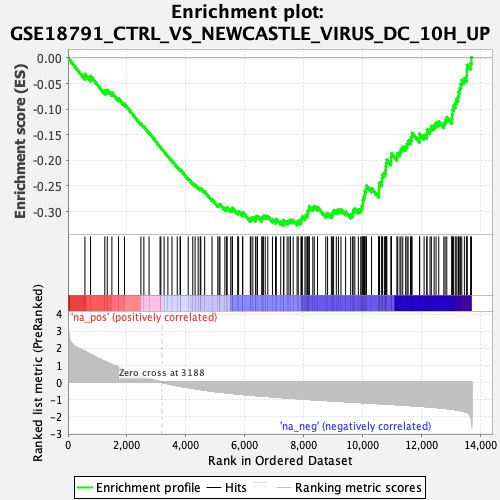 Enrichment plot:
GSE18791_CTRL_VS_NEWCASTLE_VIRUS_DC_10H_UP
Enrichment score (ES)
0.00
-0.05
-0.10
-0.15
-0.20
-0.25
-0.30
Ranked list metric (PreRanked)
'na_pos' (positively correlated)
4
3
2
1
0
-1
-2
-3
Zero cross at 3188
'na_neg' (negatively correlated)
0
2,000
4,000
6,000
8,000
10,000
12,000
14,000
Rank in Ordered Dataset
Enrichment profile
Hits
Ranking metric scores